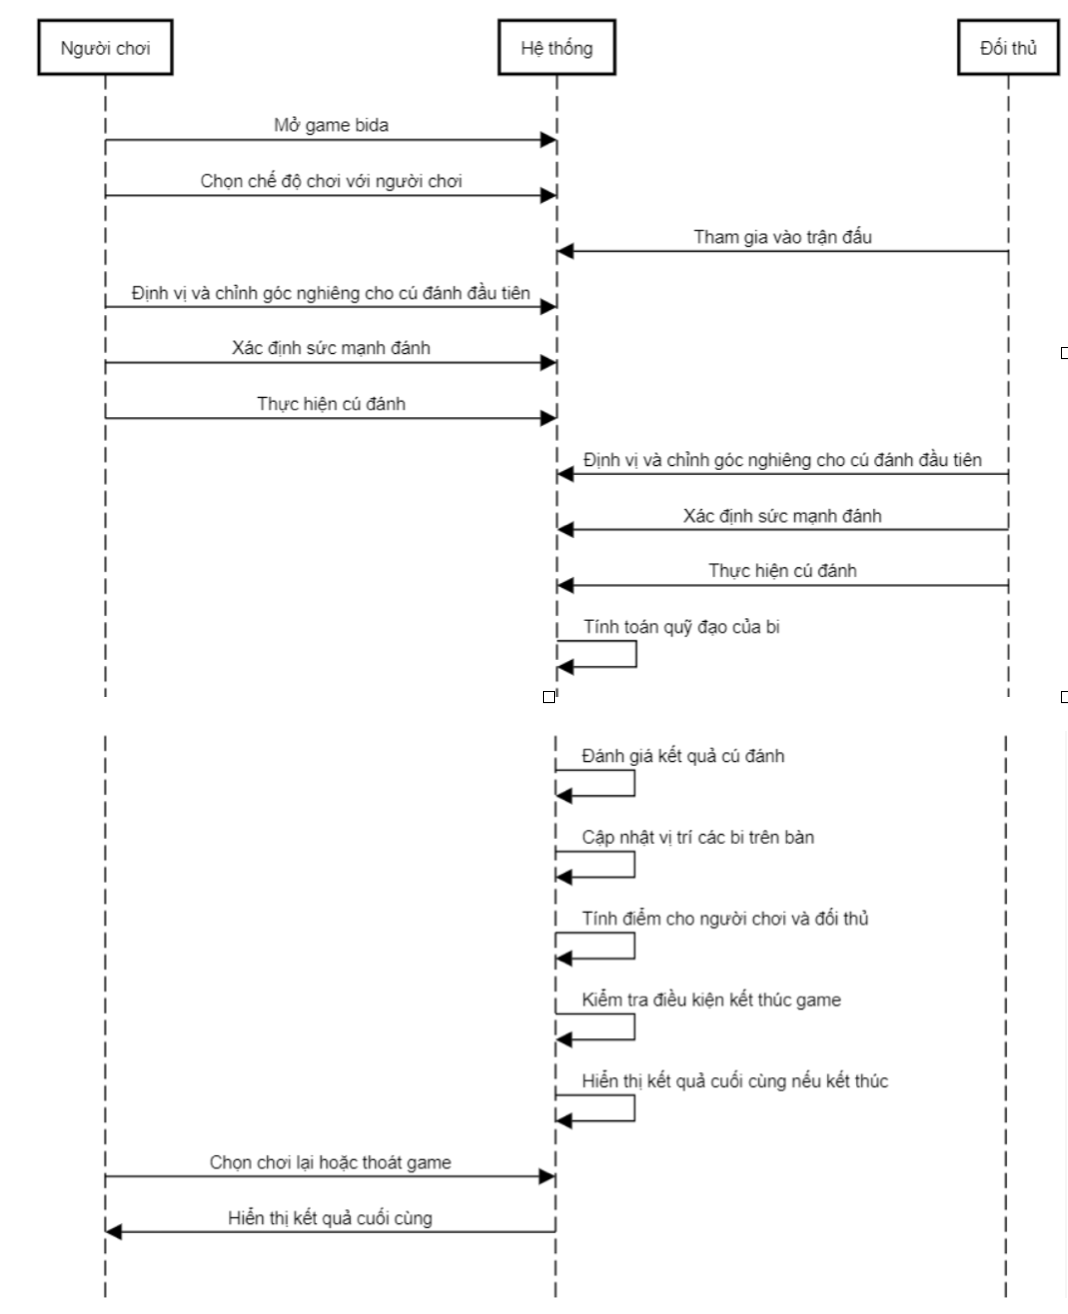 Người chơi
Hệ thống
Đối thủ
Mở game bida
Chọn chế độ chơi với người chơi
Tham gia vào trận đấu
Định vị và chỉnh góc nghiêng cho cú đánh đầu tiên
Xác định sức mạnh đánh
Thực hiện cú đánh
Định vị và chỉnh góc nghiêng cho cú đánh đầu tiên
Xác định sức mạnh đánh
Thực hiện cú đánh
Tính toán quỹ đạo của bi
Đánh giá kết quả cú đánh
Cập nhật vị trí các bi trên bàn
Tính điểm cho người chơi và đối thủ
Kiểm tra điều kiện kết thúc game
Hiển thị kết quả cuối cùng nếu kết thúc
Chọn chơi lại hoặc thoát game
Hiển thị kết quả cuối cùng